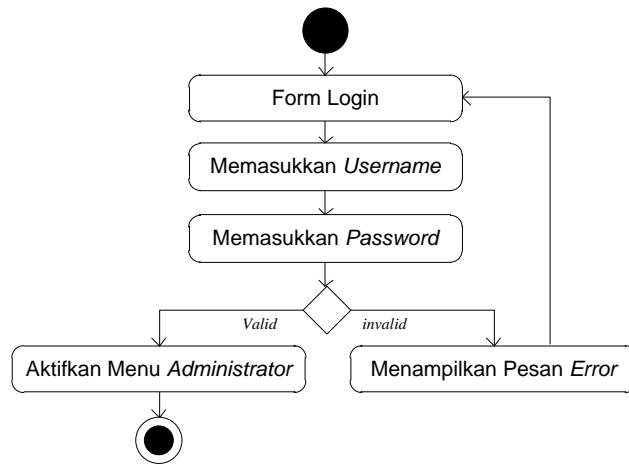 Form Login
Memasukkan Username
Memasukkan Password
Valid
invalid
Aktifkan Menu Administrator
Menampilkan Pesan Error